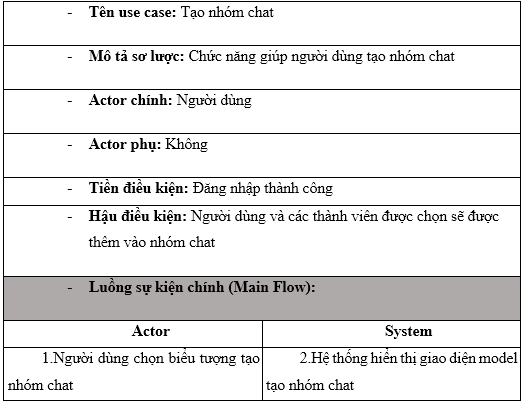 - Tên use case: Tạo nhóm chat
- Mô tả sơ lược: Chức năng giúp người dùng tạo nhóm chat
- Actor chính: Người dùng
- Actor phụ: Không
- Tiền điều kiện: Đăng nhập thành công
- Hậu điều kiện: Người dùng và các thành viên được chọn sẽ được
thêm vào nhóm chat
- Luồng sự kiện chính (Main Flow):
Actor
System
1.Người dùng chọn biểu tượng tạo
nhóm chat
2.Hệ thống hiển thị giao diện model
tạo nhóm chat